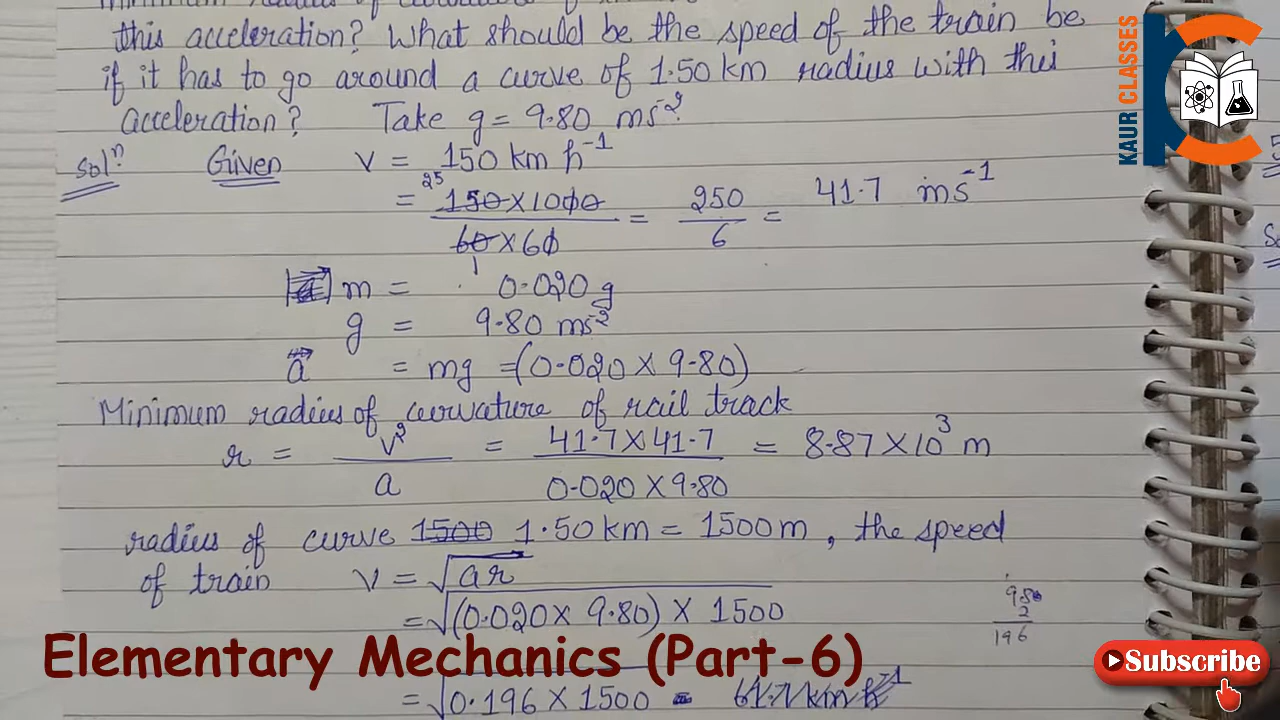 this acceleration? What should be the speed of the train be
if it has to go around a curve of 1.50 km radius with this
acceleration? Take g = 9.80 ms⁻².
Solⁿ. Given v = 150 km h⁻¹
= 150×1000 / 60×60 = 250 / 6 = 41.7 ms⁻¹
25
1
m = 0.020 g
g = 9.80 ms⁻²
a⃗ = mg = (0.020 × 9.80)
Minimum radius of curvature of rail track
r = v² / a = 41.7 × 41.7 / 0.020 × 9.80 = 8.87 × 10³ m
radius of curve 1500 1.50 km = 1500 m, the speed
of train v = √ar
= √(0.020 × 9.80) × 1500
9.80
2
196
= √0.196 × 1500 =
Elementary Mechanics (Part-6)
KAUR CLASSES
Subscribe